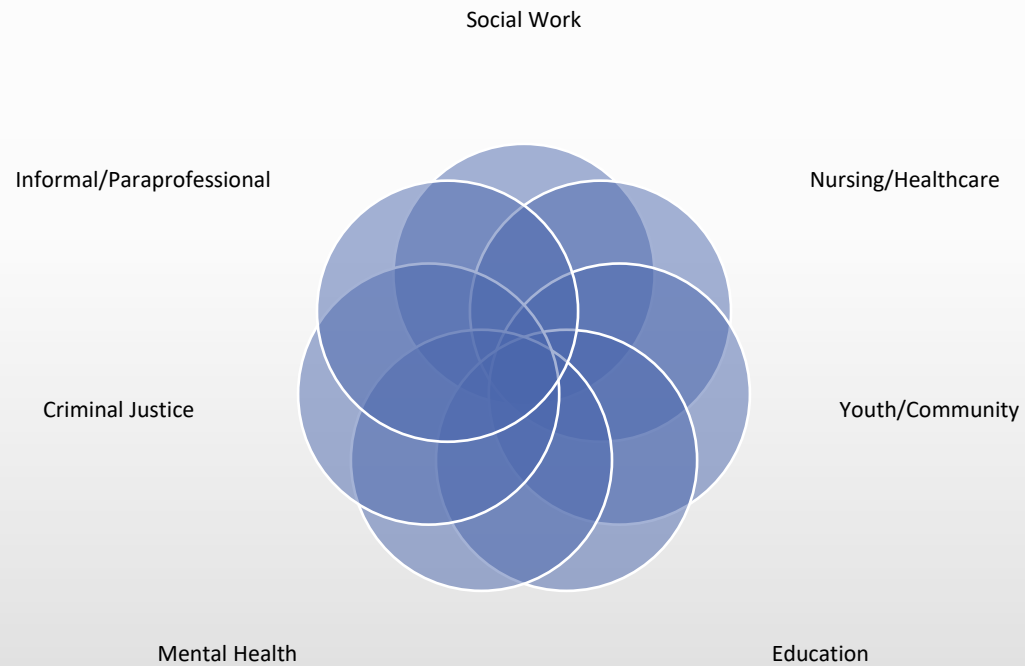 Social Work
Informal/Paraprofessional
Nursing/Healthcare
Criminal Justice
Youth/Community
Mental Health
Education